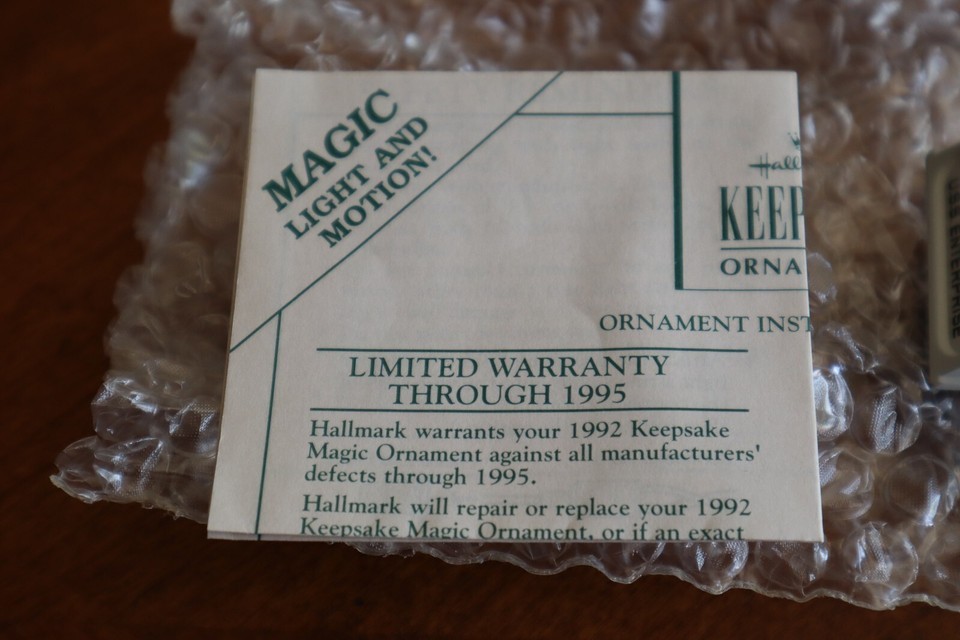 MAGIC
LIGHT AND
MOTION!
Hall
KEEP
ORNA
ORNAMENT INST
LIMITED WARRANTY
THROUGH 1995
Hallmark warrants your 1992 Keepsake
Magic Ornament against all manufacturers'
defects through 1995.
Hallmark will repair or replace your 1992
Keepsake Magic Ornament, or if an exact
ENTERPRISE